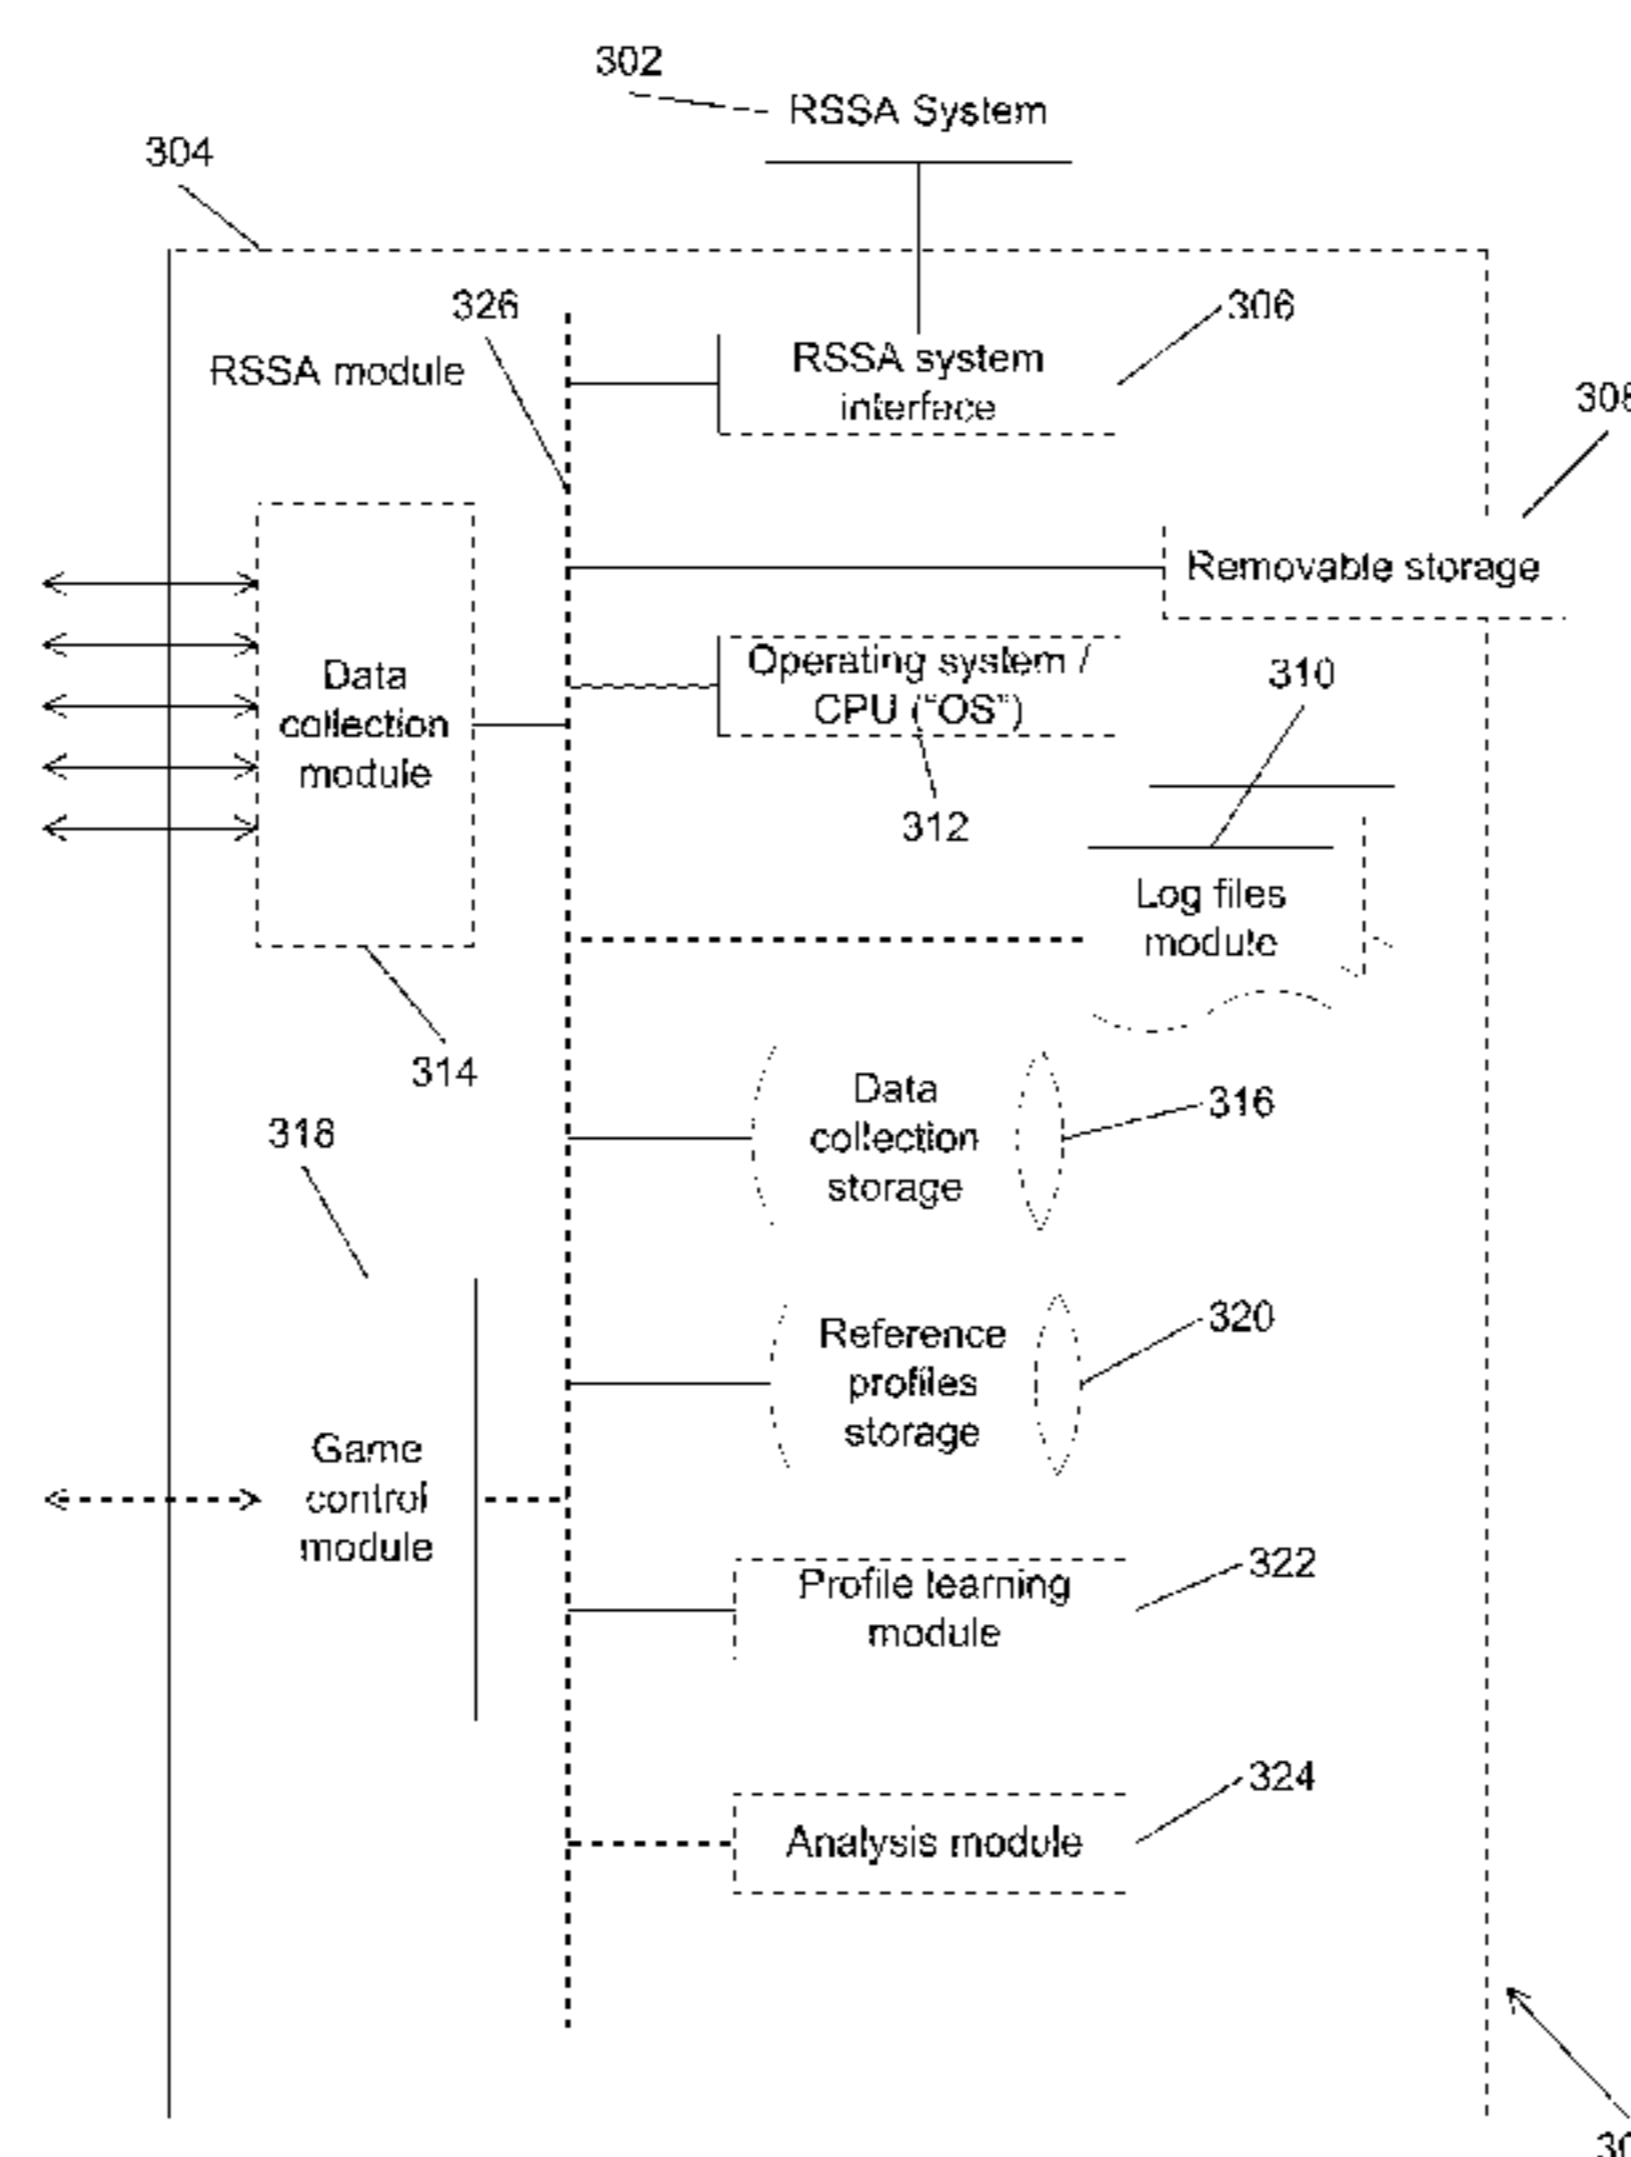 302
RSSA System
304
326
306
RSSA module
RSSA system
interface
308
Removable storage
Operating system /
CPU ("OS")
310
Data
collection
module
312
Log files
module
314
Data
collection
storage
316
318
Reference
profiles
storage
320
Game
control
module
Profile learning
module
322
324
Analysis module